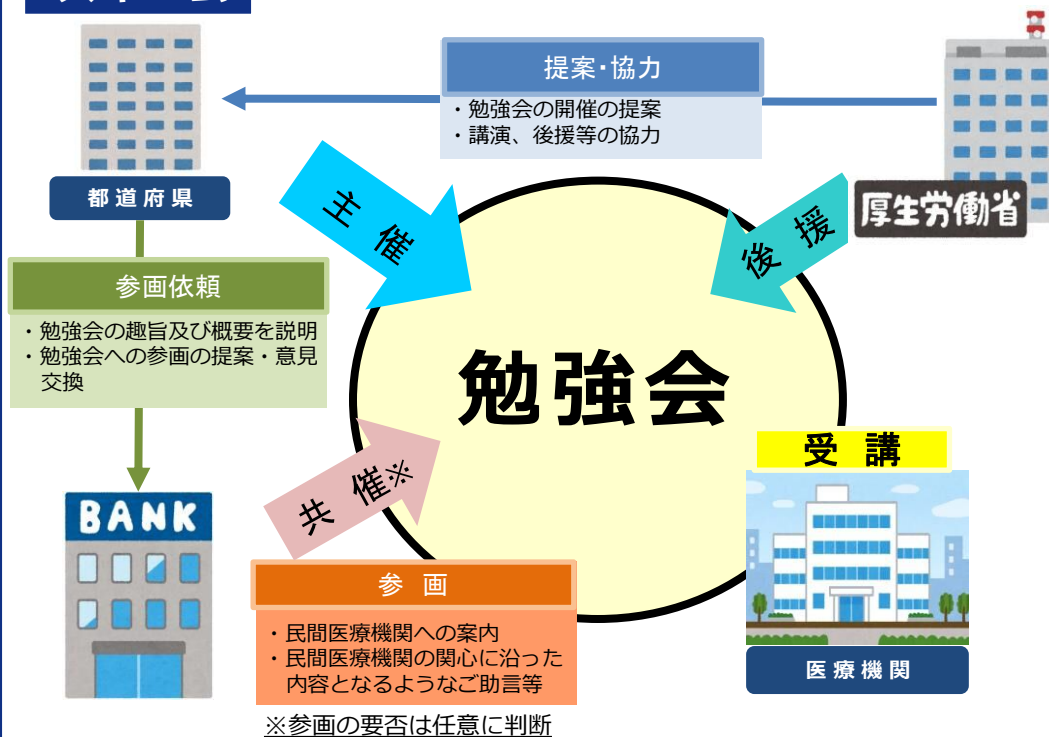 提案・協力
・勉強会の開催の提案
・講演、後援等の協力
都道府県
厚生労働省
主催
後援
参画依頼
・勉強会の趣旨及び概要を説明
・勉強会への参画の提案・意見
交換
勉強会
受 講
BANK
共催※
参 画
・民間医療機関への案内
・民間医療機関の関心に沿った
内容となるようなご助言等
医療機関
※参画の要否は任意に判断